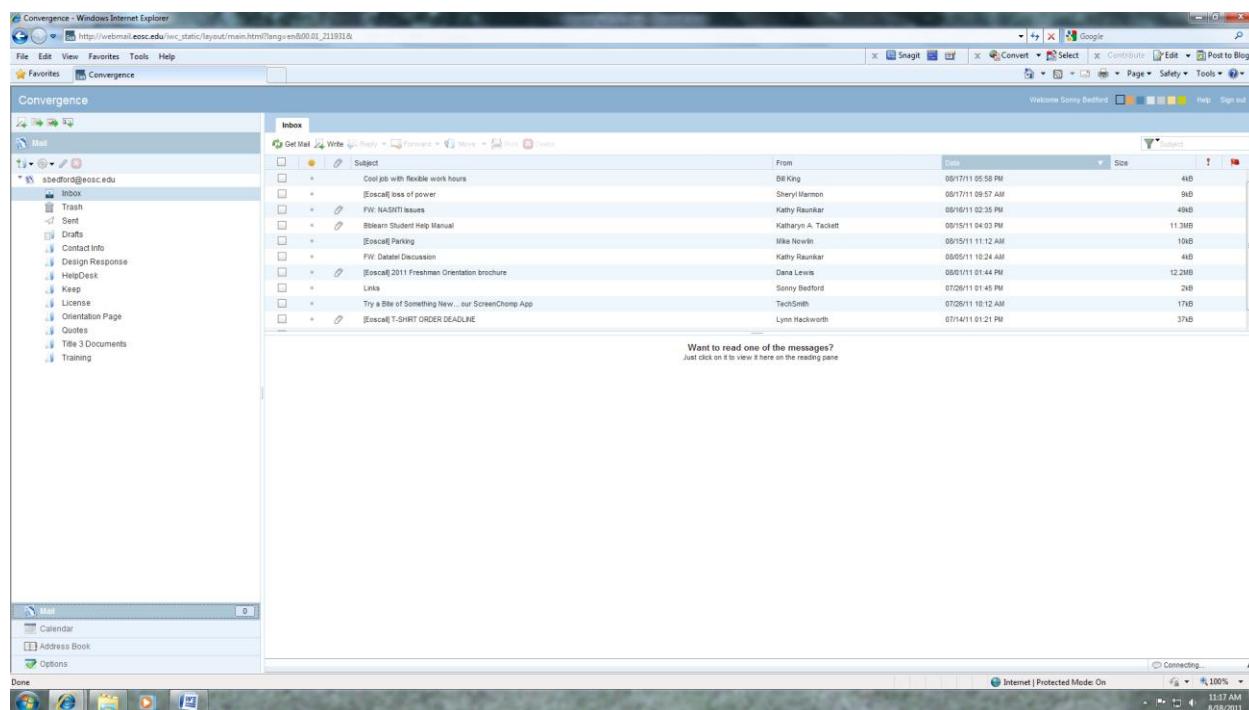 Convergence - Windows Internet Explorer
http://webmail.eosc.edu/iwc_static/layout/main.html?lang=en&00.01_211931&
Google
File Edit View Favorites Tools Help
x Snagit x Convert Select x Contribute Edit Post to Blog
Favorites Convergence
Page Safety Tools
Convergence
Welcome Sonny Bedford Help Sign out
Inbox
Mail
Get Mail Write Reply Forward Move Print Delete
Subject
Subject From Date Size !
sbedford@eosc.edu
Inbox
Trash
Sent
Drafts
Contact Info
Design Response
HelpDesk
Keep
License
Orientation Page
Quotes
Title 3 Documents
Training
Cool job with flexible work hours Bill King 08/17/11 05:58 PM 4kB
[Eoscall] loss of power Sheryl Marmon 08/17/11 09:57 AM 9kB
FW: NASNTI Issues Kathy Raunikar 08/16/11 02:35 PM 49kB
Bblearn Student Help Manual Katharyn A. Tackett 08/15/11 04:03 PM 11.3MB
[Eoscall] Parking Mike Nowlin 08/15/11 11:12 AM 10kB
FW: Datatel Discussion Kathy Raunikar 08/05/11 10:24 AM 4kB
[Eoscall] 2011 Freshman Orientation brochure Dana Lewis 08/01/11 01:44 PM 12.2MB
Links Sonny Bedford 07/26/11 01:45 PM 2kB
Try a Bite of Something New... our ScreenChomp App TechSmith 07/26/11 10:12 AM 17kB
[Eoscall] T-SHIRT ORDER DEADLINE Lynn Hackworth 07/14/11 01:21 PM 37kB
Want to read one of the messages?
Just click on it to view it here on the reading pane
Mail 0
Calendar
Address Book
Options
Connecting...
Done
Internet | Protected Mode: On
100%
11:17 AM
8/18/2011